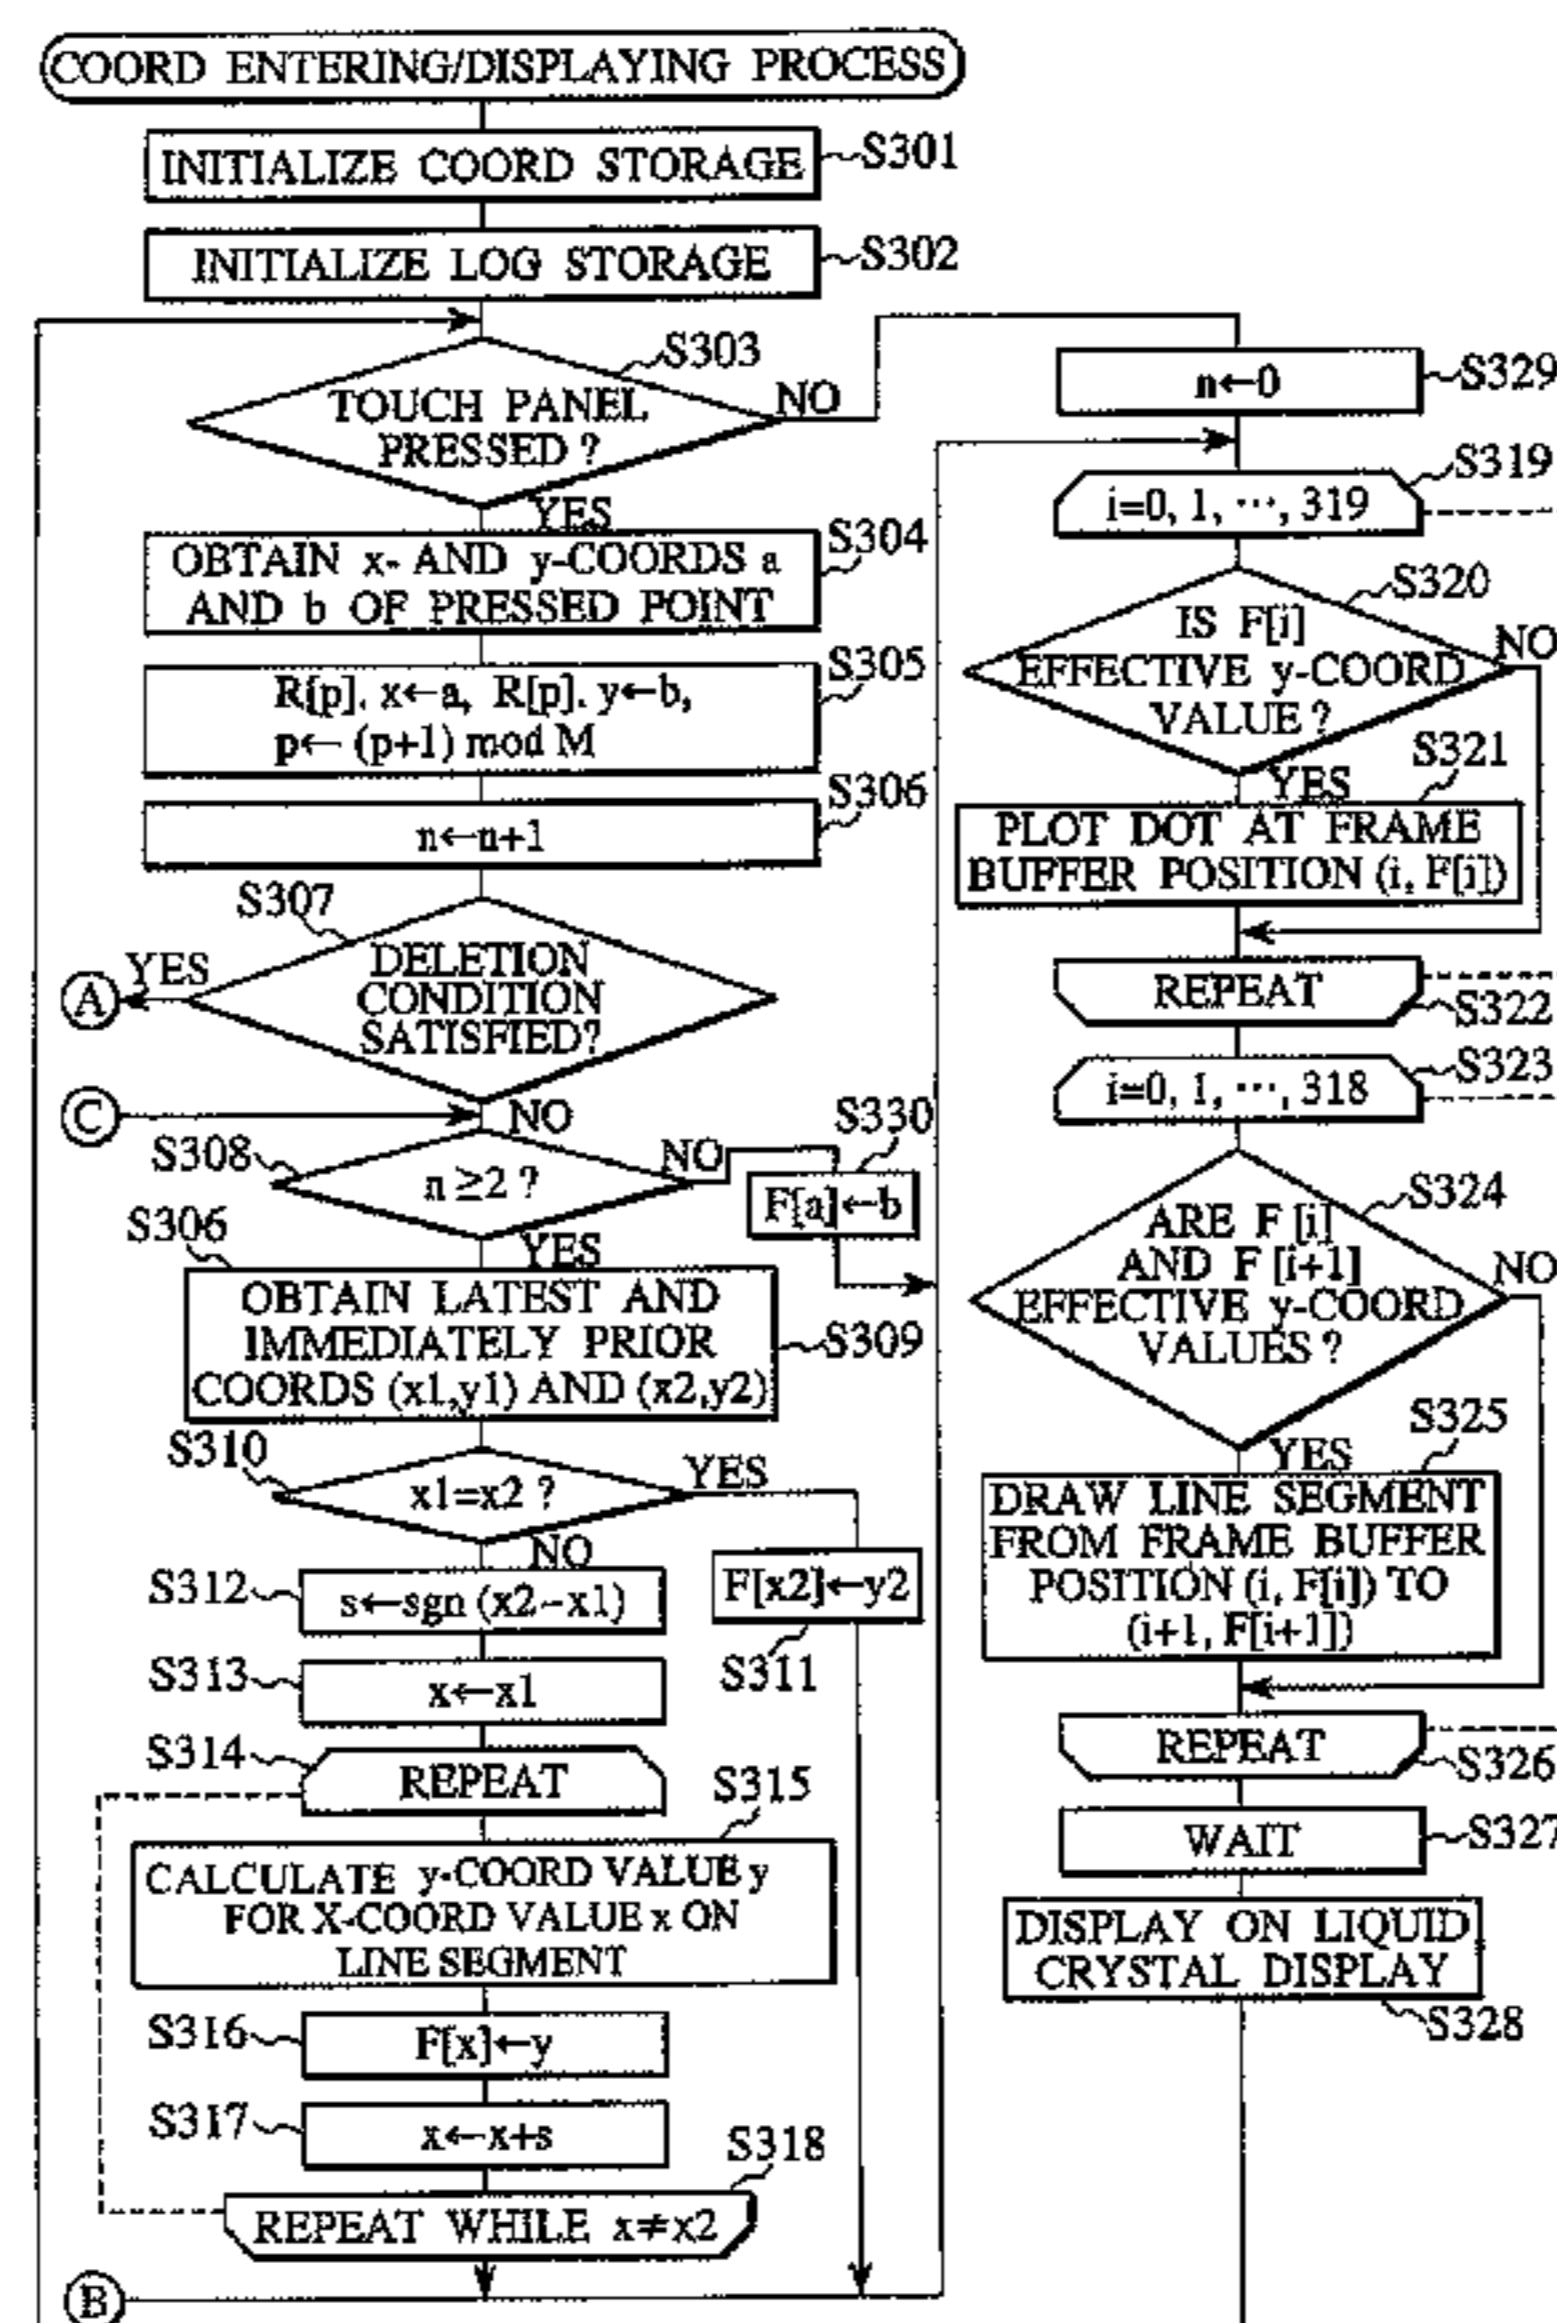 COORD ENTERING/DISPLAYING PROCESS
INITIALIZE COORD STORAGE
S301
INITIALIZE LOG STORAGE
S302
S303
TOUCH PANEL
PRESSED ?
NO
YES
OBTAIN x- AND y-COORDS a
AND b OF PRESSED POINT
S304
R[p]. x←a, R[p]. y←b,
p← (p+1) mod M
S305
n←n+1
S306
S307
DELETION
CONDITION
SATISFIED?
YES
A
NO
C
S308
n ≥2 ?
NO
YES
S330
F[a]←b
S306
OBTAIN LATEST AND
IMMEDIATELY PRIOR
COORDS (x1,y1) AND (x2,y2)
S309
S310
x1=x2 ?
YES
NO
F[x2]←y2
S311
S312
s←sgn (x2-x1)
S313
x←x1
S314
REPEAT
S315
CALCULATE y-COORD VALUE y
FOR X-COORD VALUE x ON
LINE SEGMENT
S316
F[x]←y
S317
x←x+s
S318
REPEAT WHILE x≠x2
B
n←0
S329
i=0, 1, ···, 319
S319
S320
IS F[i]
EFFECTIVE y-COORD
VALUE ?
NO
YES
S321
PLOT DOT AT FRAME
BUFFER POSITION (i, F[i])
REPEAT
S322
i=0, 1, ···, 318
S323
S324
ARE F [i]
AND F [i+1]
EFFECTIVE y-COORD
VALUES ?
NO
YES
S325
DRAW LINE SEGMENT
FROM FRAME BUFFER
POSITION (i, F[i]) TO
(i+1, F[i+1])
REPEAT
S326
WAIT
S327
DISPLAY ON LIQUID
CRYSTAL DISPLAY
S328